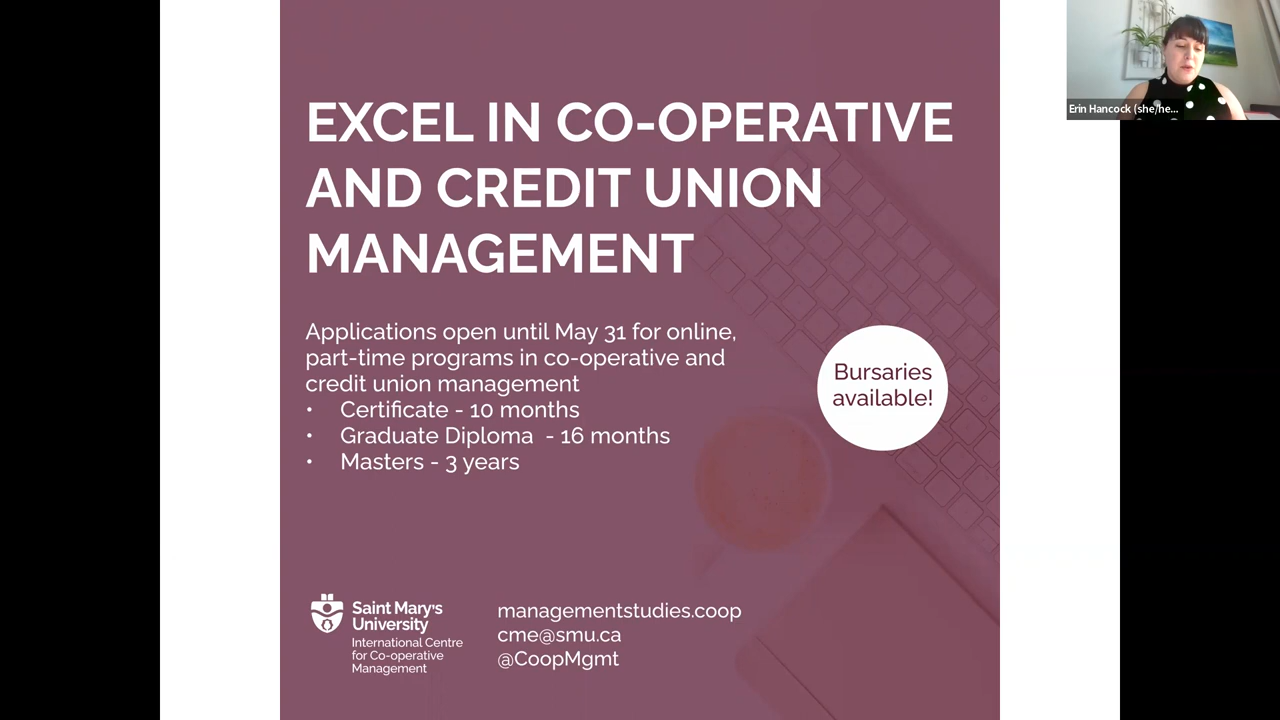 EXCEL IN CO-OPERATIVE
AND CREDIT UNION
MANAGEMENT
Applications open until May 31 for online,
part-time programs in co-operative and
credit union management
• Certificate - 10 months
• Graduate Diploma - 16 months
• Masters - 3 years
Bursaries
available!
Saint Mary's
University
International Centre
for Co-operative
Management
managementstudies.coop
cme@smu.ca
@CoopMgmt
Erin Hancock (she/he...